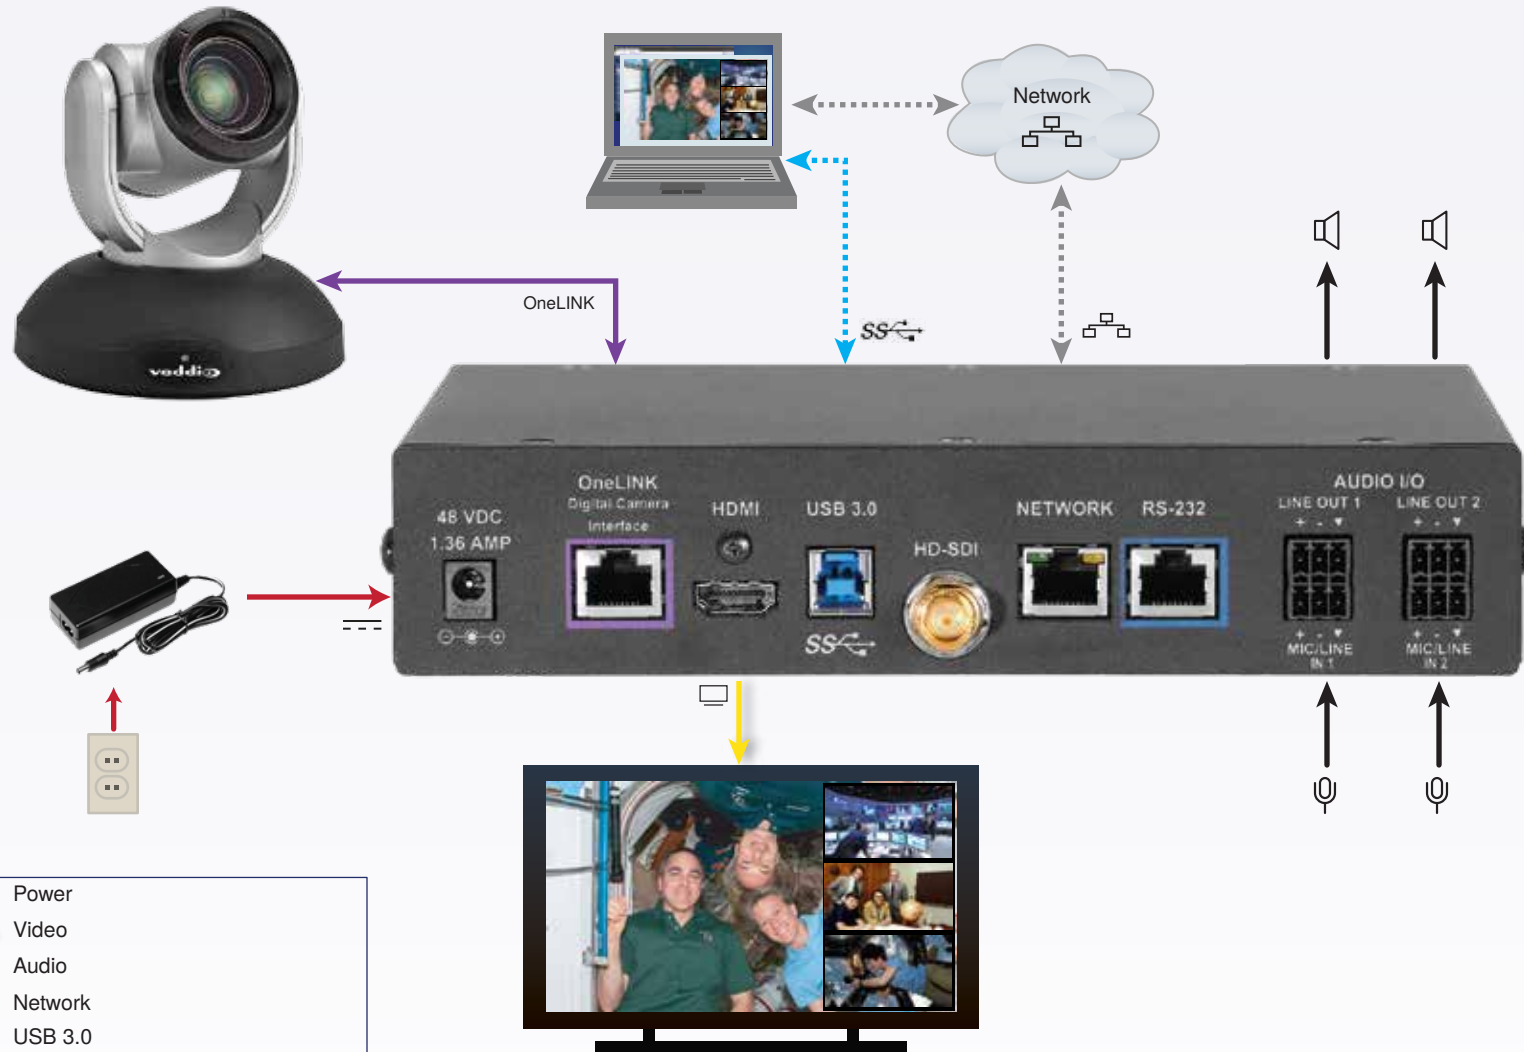 Network
OneLINK
SS
vaddio
OneLINK
Digital Camera
Interface
48 VDC
1.36 AMP
HDMI
USB 3.0
SS
HD-SDI
NETWORK
RS-232
AUDIO I/O
LINE OUT 1
LINE OUT 2
+ - ▼
+ - ▼
+ - ▼
+ - ▼
MIC/LINE
IN 1
MIC/LINE
IN 2
Power
Video
Audio
Network
USB 3.0